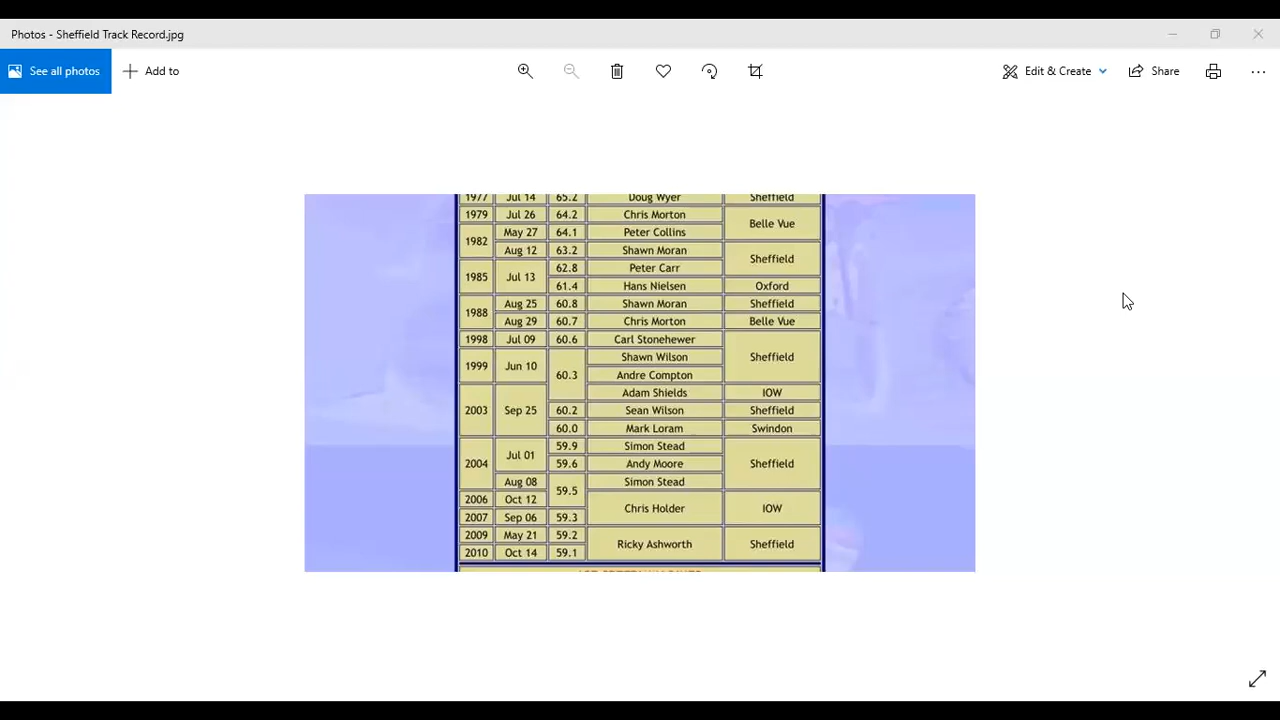 Photos - Sheffield Track Record.jpg
See all photos
Add to
Edit & Create
Share
1977 Jul 14 65.2 Doug Wyer Sheffield
1979 Jul 26 64.2 Chris Morton Belle Vue
1982 May 27 64.1 Peter Collins
Aug 12 63.2 Shawn Moran Sheffield
1985 Jul 13 62.8 Peter Carr
61.4 Hans Nielsen Oxford
1988 Aug 25 60.8 Shawn Moran Sheffield
Aug 29 60.7 Chris Morton Belle Vue
1998 Jul 09 60.6 Carl Stonehewer Sheffield
1999 Jun 10 60.3 Shawn Wilson
Andre Compton
2003 Sep 25 Adam Shields IOW
60.2 Sean Wilson Sheffield
60.0 Mark Loram Swindon
2004 Jul 01 59.9 Simon Stead Sheffield
59.6 Andy Moore
Aug 08 59.5 Simon Stead
2006 Oct 12 Chris Holder IOW
2007 Sep 06 59.3
2009 May 21 59.2 Ricky Ashworth Sheffield
2010 Oct 14 59.1